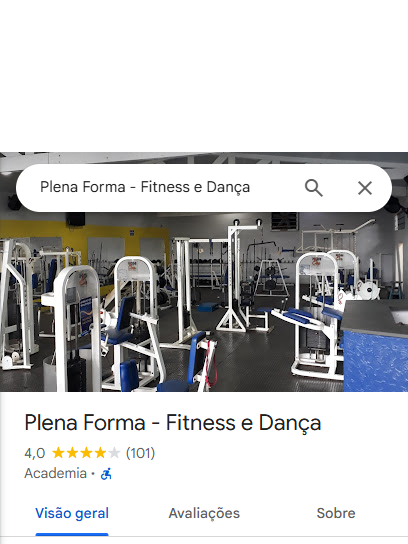 Plena Forma - Fitness e Dança
Plena Forma - Fitness e Dança
4,0 (101)
Academia ·
Visão geral Avaliações Sobre